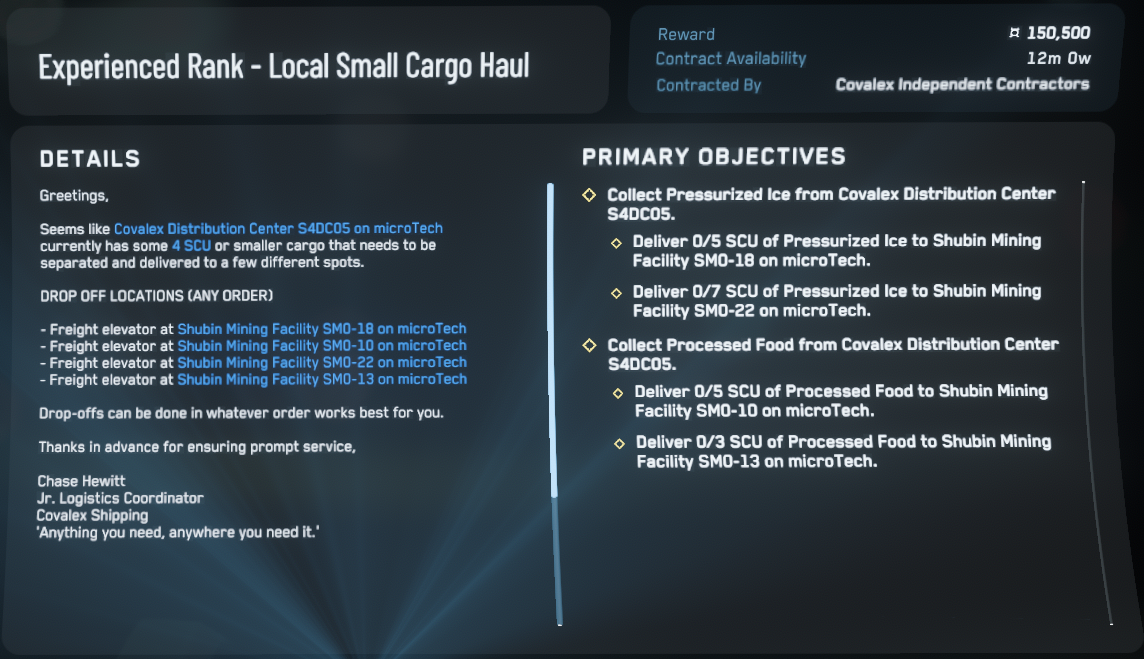 Experienced Rank - Local Small Cargo Haul
Reward ¤ 150,500
Contract Availability 12m 0w
Contracted By Covalex Independent Contractors
DETAILS
Greetings,
Seems like Covalex Distribution Center S4DC05 on microTech
currently has some 4 SCU or smaller cargo that needs to be
separated and delivered to a few different spots.
DROP OFF LOCATIONS (ANY ORDER)
- Freight elevator at Shubin Mining Facility SM0-18 on microTech
- Freight elevator at Shubin Mining Facility SM0-10 on microTech
- Freight elevator at Shubin Mining Facility SM0-22 on microTech
- Freight elevator at Shubin Mining Facility SM0-13 on microTech
Drop-offs can be done in whatever order works best for you.
Thanks in advance for ensuring prompt service,
Chase Hewitt
Jr. Logistics Coordinator
Covalex Shipping
'Anything you need, anywhere you need it.'
PRIMARY OBJECTIVES
Collect Pressurized Ice from Covalex Distribution Center
S4DC05.
Deliver 0/5 SCU of Pressurized Ice to Shubin Mining
Facility SM0-18 on microTech.
Deliver 0/7 SCU of Pressurized Ice to Shubin Mining
Facility SM0-22 on microTech.
Collect Processed Food from Covalex Distribution Center
S4DC05.
Deliver 0/5 SCU of Processed Food to Shubin Mining
Facility SM0-10 on microTech.
Deliver 0/3 SCU of Processed Food to Shubin Mining
Facility SM0-13 on microTech.